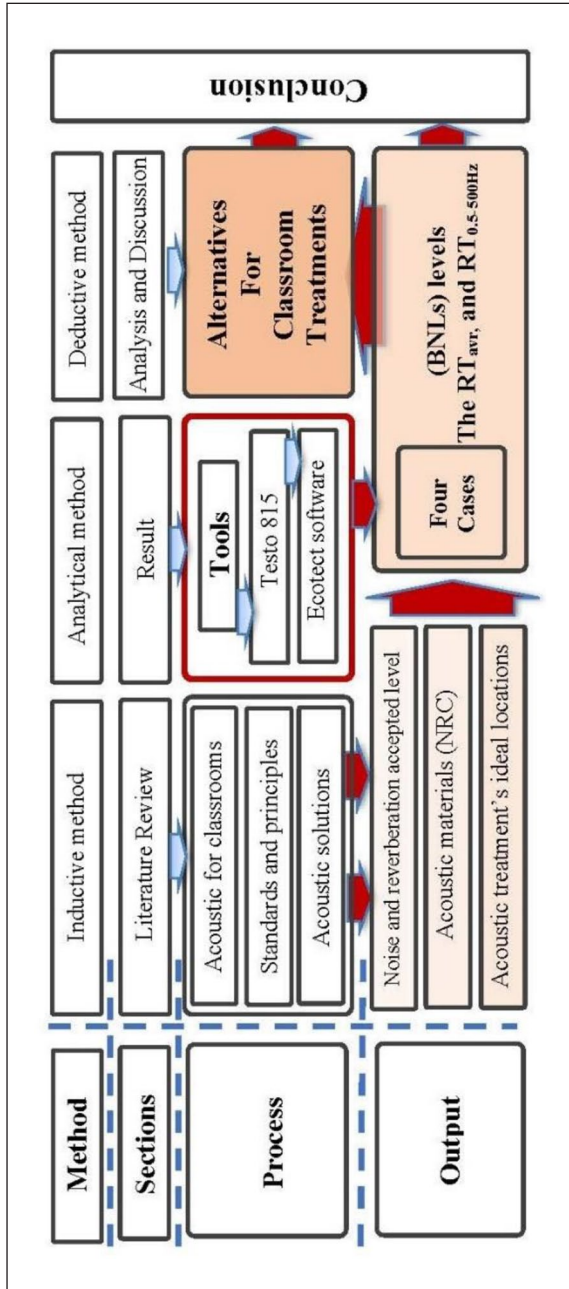 Method
Inductive method
Analytical method
Deductive method
Sections
Literature Review
Result
Analysis and Discussion
Process
Acoustic for classrooms
Standards and principles
Acoustic solutions
Tools
Testo 815
Ecotect software
Alternatives
For
Classroom
Treatments
Output
Noise and reverberation accepted level
Acoustic materials (NRC)
Acoustic treatment`s ideal locations
Four
Cases
(BNLs) levels
The RTavr, and RT0.5-500Hz
Conclusion